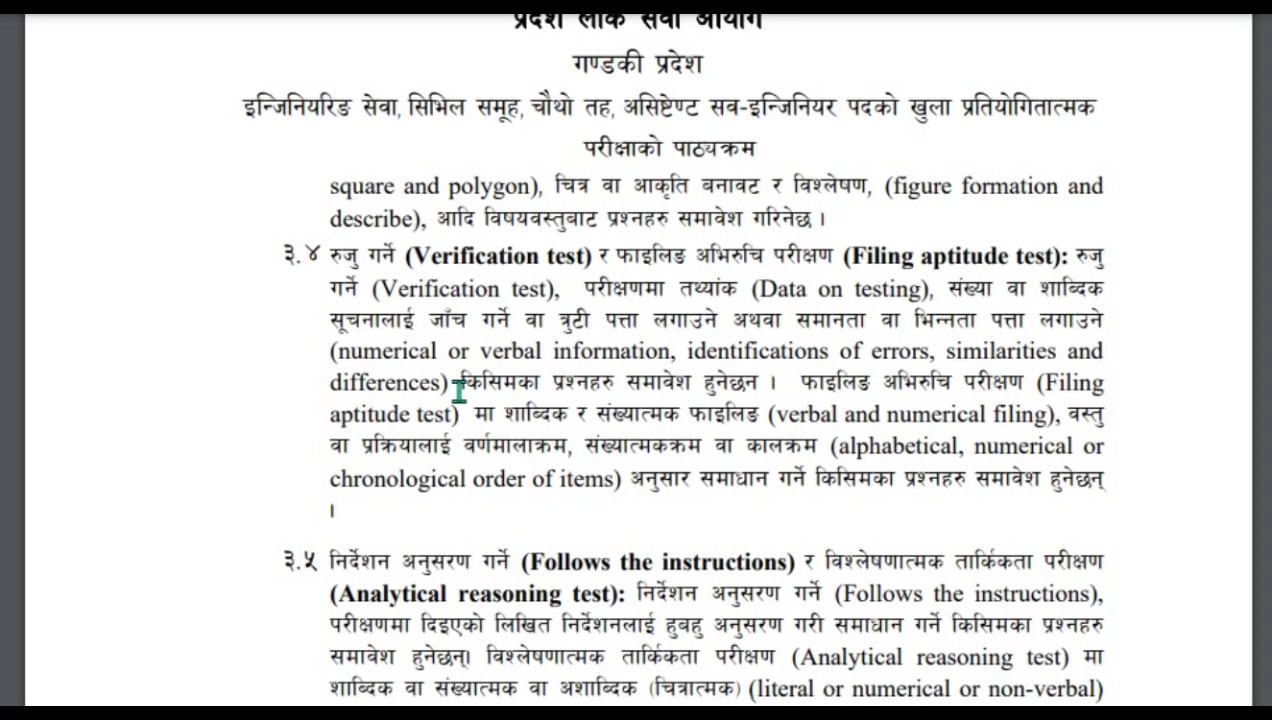 प्रदेश लोक सेवा आयोग
गण्डकी प्रदेश
इन्जिनियरिङ सेवा, सिभिल समूह, चौथो तह, असिष्टेण्ट सव-इन्जिनियर पदको खुला प्रतियोगितात्मक
परीक्षाको पाठ्यक्रम
square and polygon), चित्र वा आकृति बनावट र विश्लेषण, (figure formation and
describe), आदि विषयवस्तुबाट प्रश्नहरु समावेश गरिनेछ ।
३.४ रुजु गर्ने (Verification test) र फाइलिङ अभिरुचि परीक्षण (Filing aptitude test): रुजु
गर्ने (Verification test), परीक्षणमा तथ्यांक (Data on testing), संख्या वा शाब्दिक
सूचनालाई जाँच गर्ने वा त्रुटी पत्ता लगाउने अथवा समानता वा भिन्नता पत्ता लगाउने
(numerical or verbal information, identifications of errors, similarities and
differences) किसिमका प्रश्नहरु समावेश हुनेछन । फाइलिङ अभिरुचि परीक्षण (Filing
aptitude test) मा शाब्दिक र संख्यात्मक फाइलिङ (verbal and numerical filing), वस्तु
वा प्रक्रियालाई वर्णमालाक्रम, संख्यात्मकक्रम वा कालक्रम (alphabetical, numerical or
chronological order of items) अनुसार समाधान गर्ने किसिमका प्रश्नहरु समावेश हुनेछन्
।
३.५ निर्देशन अनुसरण गर्ने (Follows the instructions) र विश्लेषणात्मक तार्किकता परीक्षण
(Analytical reasoning test): निर्देशन अनुसरण गर्ने (Follows the instructions),
परीक्षणमा दिइएको लिखित निर्देशनलाई हुबहु अनुसरण गरी समाधान गर्ने किसिमका प्रश्नहरु
समावेश हुनेछन्। विश्लेषणात्मक तार्किकता परीक्षण (Analytical reasoning test) मा
शाब्दिक वा संख्यात्मक वा अशाब्दिक (चित्रात्मक) (literal or numerical or non-verbal)